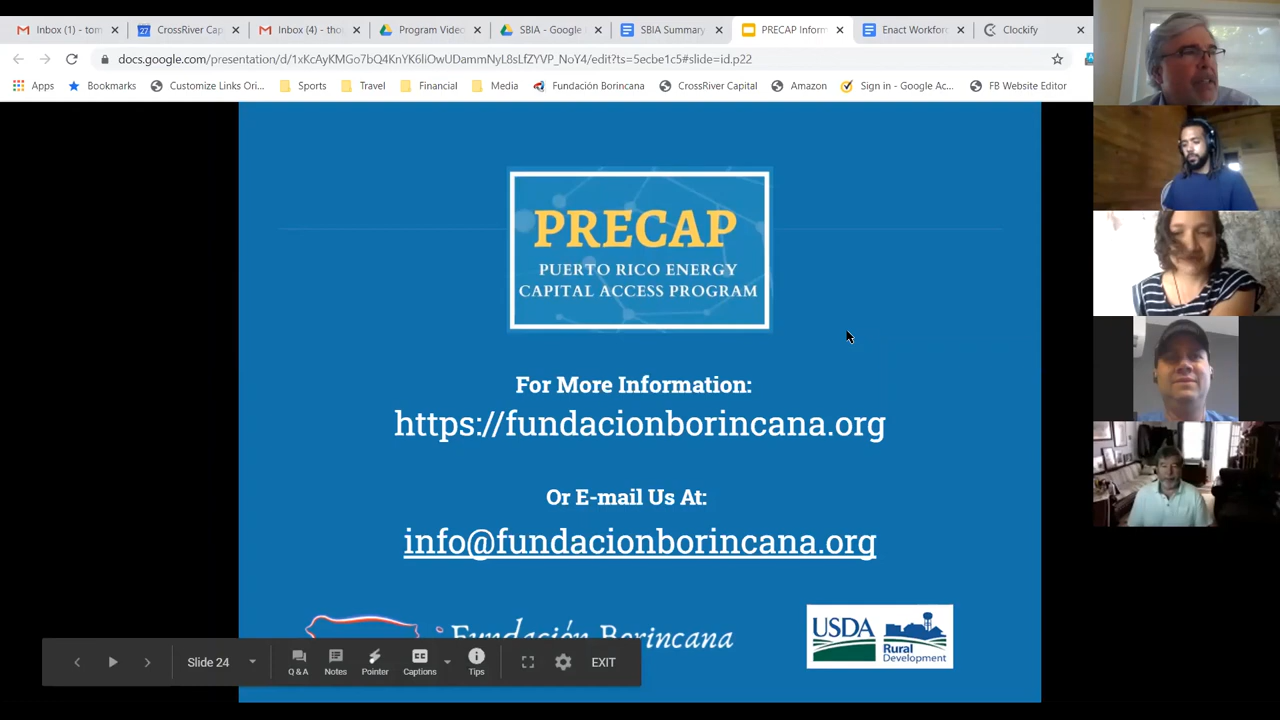 Inbox (1) - tom
CrossRiver Cap
Inbox (4) - tho
Program Video
SBIA - Google
SBIA Summary
PRECAP Inform
Enact Workforc
Clockify
docs.google.com/presentation/d/1xKcAyKMGo7bQ4KnYK6liOwUDammNyL8sLfZYVP_NoY4/edit?ts=5ecbe1c5#slide=id.p22
Apps
Bookmarks
Customize Links Ori...
Sports
Travel
Financial
Media
Fundación Borincana
CrossRiver Capital
Amazon
Sign in - Google Ac...
FB Website Editor
PRECAP
PUERTO RICO ENERGY
CAPITAL ACCESS PROGRAM
For More Information:
https://fundacionborincana.org
Or E-mail Us At:
info@fundacionborincana.org
Fundación Borincana
USDA
Rural
Development
Slide 24
Q & A
Notes
Pointer
CC
Captions
Tips
EXIT